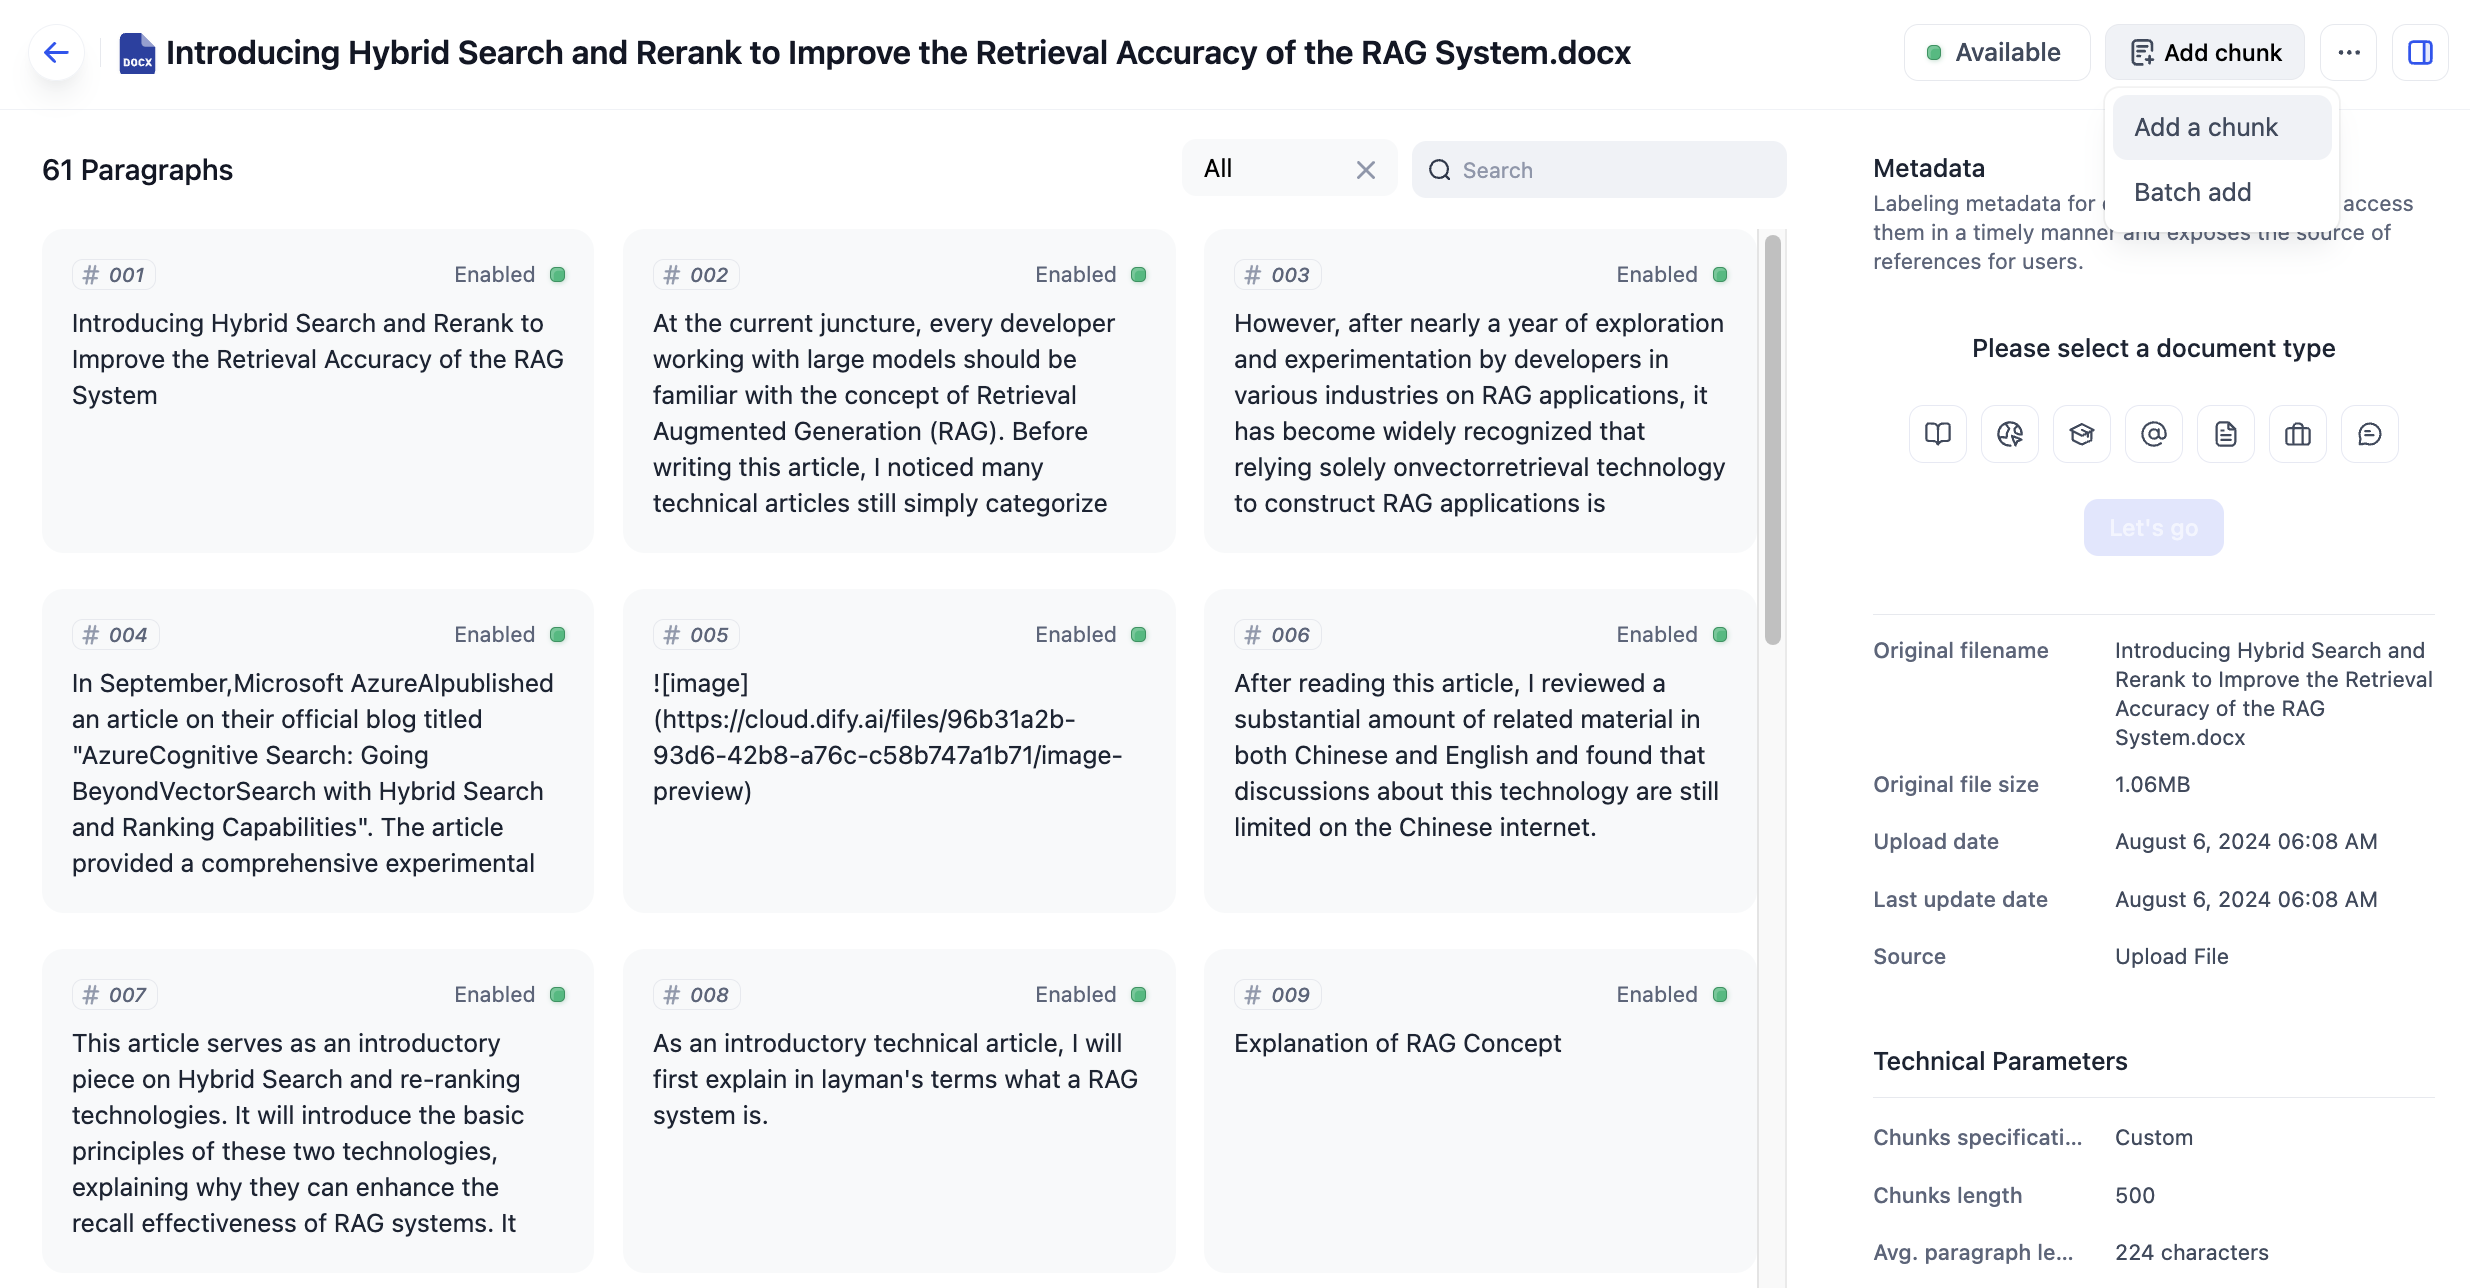 DOCX
Introducing Hybrid Search and Rerank to Improve the Retrieval Accuracy of the RAG System.docx
Available
Add chunk
Add a chunk
Batch add
61 Paragraphs
All
Search
# 001
Enabled
Introducing Hybrid Search and Rerank to
Improve the Retrieval Accuracy of the RAG
System
# 002
Enabled
At the current juncture, every developer
working with large models should be
familiar with the concept of Retrieval
Augmented Generation (RAG). Before
writing this article, I noticed many
technical articles still simply categorize
# 003
Enabled
However, after nearly a year of exploration
and experimentation by developers in
various industries on RAG applications, it
has become widely recognized that
relying solely onvectorretrieval technology
to construct RAG applications is
# 004
Enabled
In September,Microsoft AzureAIpublished
an article on their official blog titled
"AzureCognitive Search: Going
BeyondVectorSearch with Hybrid Search
and Ranking Capabilities". The article
provided a comprehensive experimental
# 005
Enabled
![image]
(https://cloud.dify.ai/files/96b31a2b-
93d6-42b8-a76c-c58b747a1b71/image-
preview)
# 006
Enabled
After reading this article, I reviewed a
substantial amount of related material in
both Chinese and English and found that
discussions about this technology are still
limited on the Chinese internet.
# 007
Enabled
This article serves as an introductory
piece on Hybrid Search and re-ranking
technologies. It will introduce the basic
principles of these two technologies,
explaining why they can enhance the
recall effectiveness of RAG systems. It
# 008
Enabled
As an introductory technical article, I will
first explain in layman's terms what a RAG
system is.
# 009
Enabled
Explanation of RAG Concept
Metadata
Labeling metadata for access
them in a timely manner and exposes the source of
references for users.
Please select a document type
Let's go
Original filename
Introducing Hybrid Search and
Rerank to Improve the Retrieval
Accuracy of the RAG
System.docx
Original file size
1.06MB
Upload date
August 6, 2024 06:08 AM
Last update date
August 6, 2024 06:08 AM
Source
Upload File
Technical Parameters
Chunks specificati...
Custom
Chunks length
500
Avg. paragraph le...
224 characters